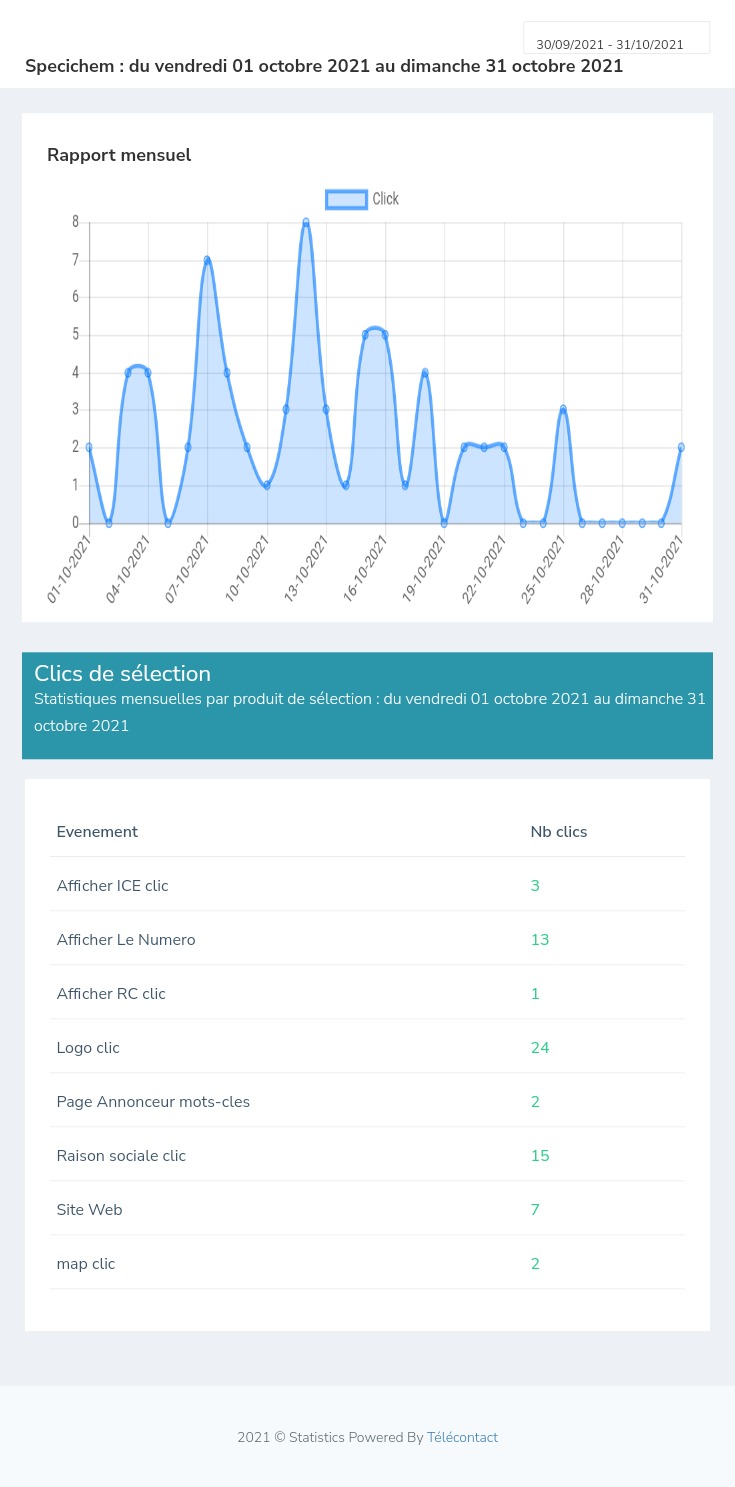 30/09/2021 - 31/10/2021
Specichem : du vendredi 01 octobre 2021 au dimanche 31 octobre 2021
Rapport mensuel
Click
8
7
6
5
4
3
2
1
0
01-10-2021
04-10-2021
07-10-2021
10-10-2021
13-10-2021
16-10-2021
19-10-2021
22-10-2021
25-10-2021
28-10-2021
31-10-2021
Clics de sélection
Statistiques mensuelles par produit de sélection : du vendredi 01 octobre 2021 au dimanche 31
octobre 2021
Evenement Nb clics
Afficher ICE clic 3
Afficher Le Numero 13
Afficher RC clic 1
Logo clic 24
Page Annonceur mots-cles 2
Raison sociale clic 15
Site Web 7
map clic 2
2021 © Statistics Powered By Télécontact